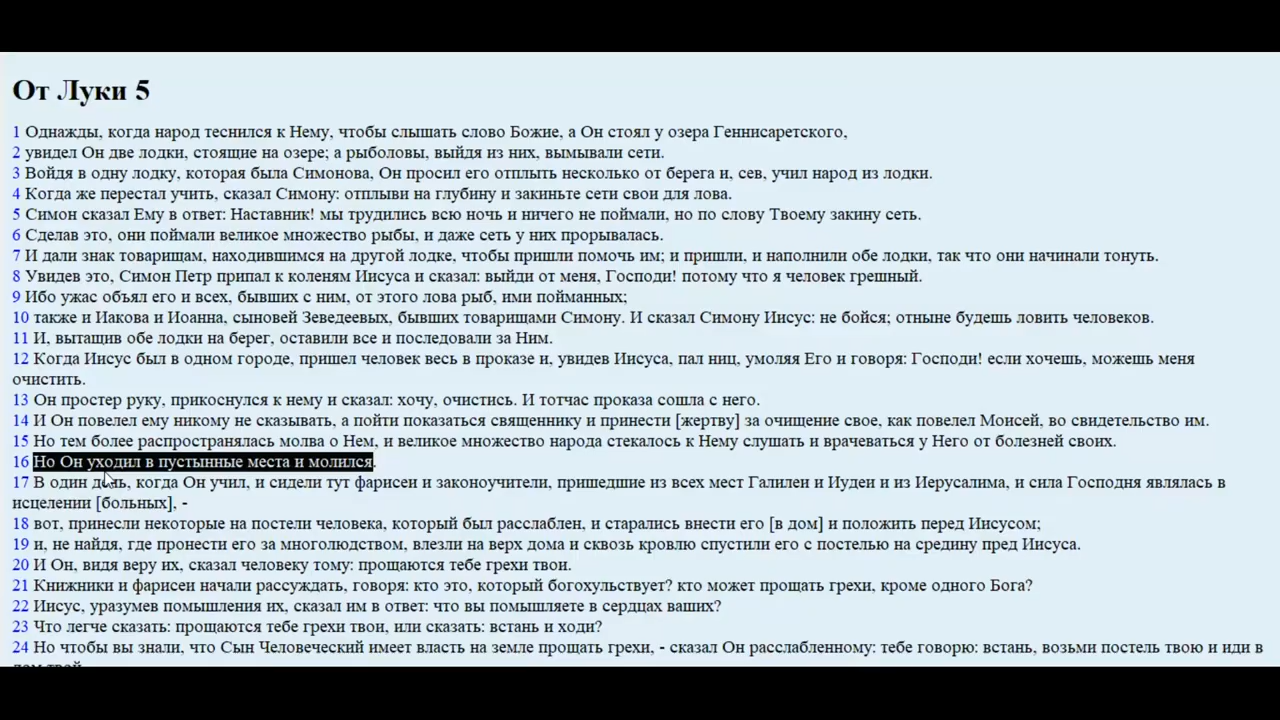 От Луки 5
1 Однажды, когда народ теснился к Нему, чтобы слышать слово Божие, а Он стоял у озера Геннисаретского,
2 увидел Он две лодки, стоящие на озере; а рыболовы, выйдя из них, вымывали сети.
3 Войдя в одну лодку, которая была Симонова, Он просил его отплыть несколько от берега и, сев, учил народ из лодки.
4 Когда же перестал учить, сказал Симону: отплыви на глубину и закиньте сети свои для лова.
5 Симон сказал Ему в ответ: Наставник! мы трудились всю ночь и ничего не поймали, но по слову Твоему закину сеть.
6 Сделав это, они поймали великое множество рыбы, и даже сеть у них прорывалась.
7 И дали знак товарищам, находившимся на другой лодке, чтобы пришли помочь им; и пришли, и наполнили обе лодки, так что они начинали тонуть.
8 Увидев это, Симон Петр припал к коленям Иисуса и сказал: выйди от меня, Господи! потому что я человек грешный.
9 Ибо ужас объял его и всех, бывших с ним, от этого лова рыб, ими пойманных;
10 также и Иакова и Иоанна, сыновей Зеведеевых, бывших товарищами Симону. И сказал Симону Иисус: не бойся; отныне будешь ловить человеков.
11 И, вытащив обе лодки на берег, оставили все и последовали за Ним.
12 Когда Иисус был в одном городе, пришел человек весь в проказе и, увидев Иисуса, пал ниц, умоляя Его и говоря: Господи! если хочешь, можешь меня
очистить.
13 Он простер руку, прикоснулся к нему и сказал: хочу, очистись. И тотчас проказа сошла с него.
14 И Он повелел ему никому не сказывать, а пойти показаться священнику и принести [жертву] за очищение свое, как повелел Моисей, во свидетельство им.
15 Но тем более распространялась молва о Нем, и великое множество народа стекалось к Нему слушать и врачеваться у Него от болезней своих.
16 Но Он уходил в пустынные места и молился.
17 В один день, когда Он учил, и сидели тут фарисеи и законоучители, пришедшие из всех мест Галилеи и Иудеи и из Иерусалима, и сила Господня являлась в
исцелении [больных], -
18 вот, принесли некоторые на постели человека, который был расслаблен, и старались внести его [в дом] и положить перед Иисусом;
19 и, не найдя, где пронести его за многолюдством, влезли на верх дома и сквозь кровлю спустили его с постелью на средину пред Иисуса.
20 И Он, видя веру их, сказал человеку тому: прощаются тебе грехи твои.
21 Книжники и фарисеи начали рассуждать, говоря: кто это, который богохульствует? кто может прощать грехи, кроме одного Бога?
22 Иисус, уразумев помышления их, сказал им в ответ: что вы помышляете в сердцах ваших?
23 Что легче сказать: прощаются тебе грехи твои, или сказать: встань и ходи?
24 Но чтобы вы знали, что Сын Человеческий имеет власть на земле прощать грехи, - сказал Он расслабленному: тебе говорю: встань, возьми постель твою и иди в
дом твой